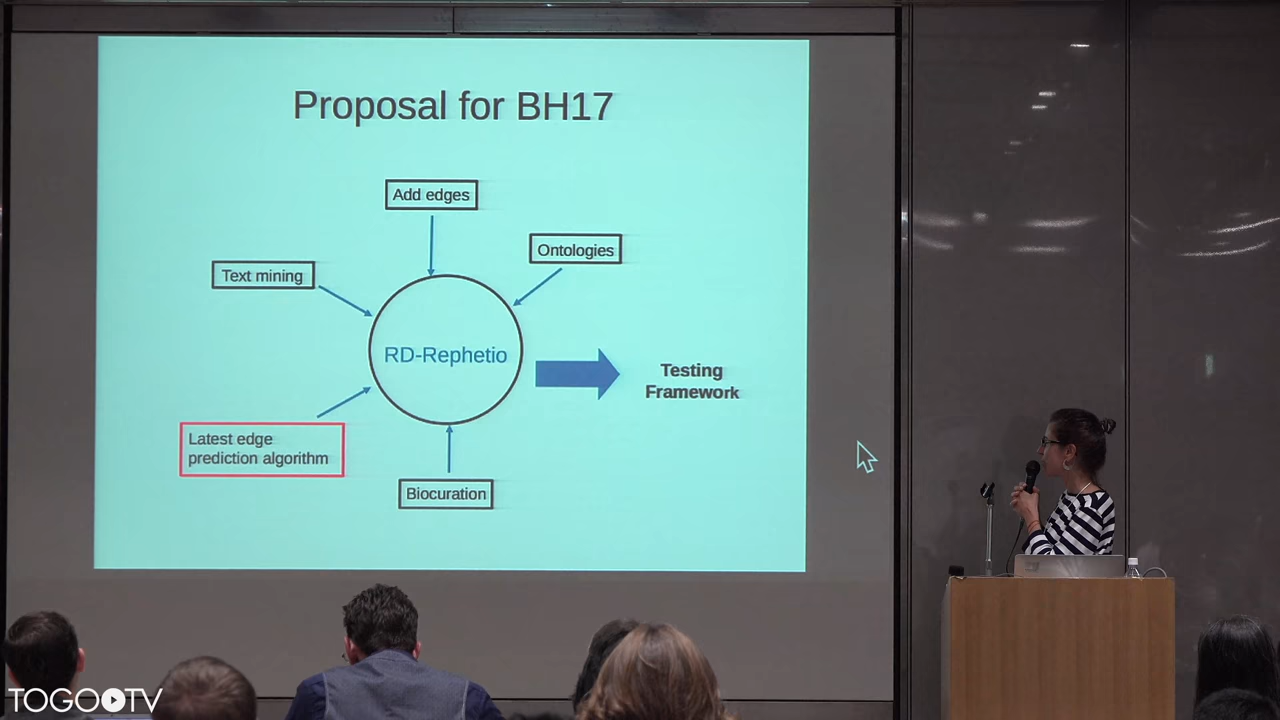 Proposal for BH17
Add edges
Ontologies
Text mining
RD-Rephetio
Testing
Framework
Latest edge
prediction algorithm
Biocuration
TOGOTV